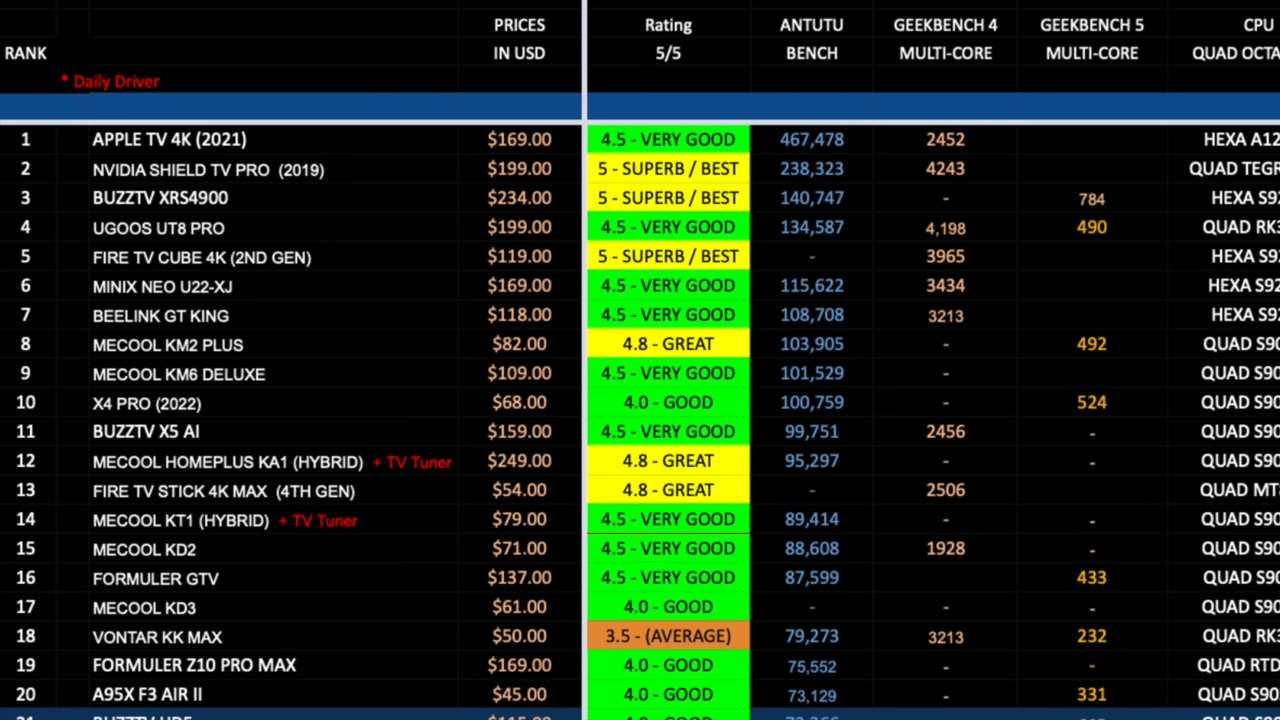 PRICES Rating ANTUTU GEEKBENCH 4 GEEKBENCH 5 CPU
RANK IN USD 5/5 BENCH MULTI-CORE MULTI-CORE QUAD OCTA
* Daily Driver
1 APPLE TV 4K (2021) $169.00 4.5 - VERY GOOD 467,478 2452 HEXA A12
2 NVIDIA SHIELD TV PRO (2019) $199.00 5 - SUPERB / BEST 238,323 4243 QUAD TEGR
3 BUZZTV XRS4900 $234.00 5 - SUPERB / BEST 140,747 - 784 HEXA S92
4 UGOOS UT8 PRO $199.00 4.5 - VERY GOOD 134,587 4,198 490 QUAD RK3
5 FIRE TV CUBE 4K (2ND GEN) $119.00 5 - SUPERB / BEST - 3965 HEXA S92
6 MINIX NEO U22-XJ $169.00 4.5 - VERY GOOD 115,622 3434 HEXA S92
7 BEELINK GT KING $118.00 4.5 - VERY GOOD 108,708 3213 HEXA S92
8 MECOOL KM2 PLUS $82.00 4.8 - GREAT 103,905 - 492 QUAD S90
9 MECOOL KM6 DELUXE $109.00 4.5 - VERY GOOD 101,529 - QUAD S90
10 X4 PRO (2022) $68.00 4.0 - GOOD 100,759 - 524 QUAD S90
11 BUZZTV X5 AI $159.00 4.5 - VERY GOOD 99,751 2456 - QUAD S90
12 MECOOL HOMEPLUS KA1 (HYBRID) + TV Tuner $249.00 4.8 - GREAT 95,297 - - QUAD S90
13 FIRE TV STICK 4K MAX (4TH GEN) $54.00 4.8 - GREAT - 2506 QUAD MT
14 MECOOL KT1 (HYBRID) + TV Tuner $79.00 4.5 - VERY GOOD 89,414 - - QUAD S90
15 MECOOL KD2 $71.00 4.5 - VERY GOOD 88,608 1928 - QUAD S90
16 FORMULER GTV $137.00 4.5 - VERY GOOD 87,599 433 QUAD S90
17 MECOOL KD3 $61.00 4.0 - GOOD - - - QUAD S90
18 VONTAR KK MAX $50.00 3.5 - (AVERAGE) 79,273 3213 232 QUAD RK3
19 FORMULER Z10 PRO MAX $169.00 4.0 - GOOD 75,552 - - QUAD RTD
20 A95X F3 AIR II $45.00 4.0 - GOOD 73,129 - 331 QUAD S90